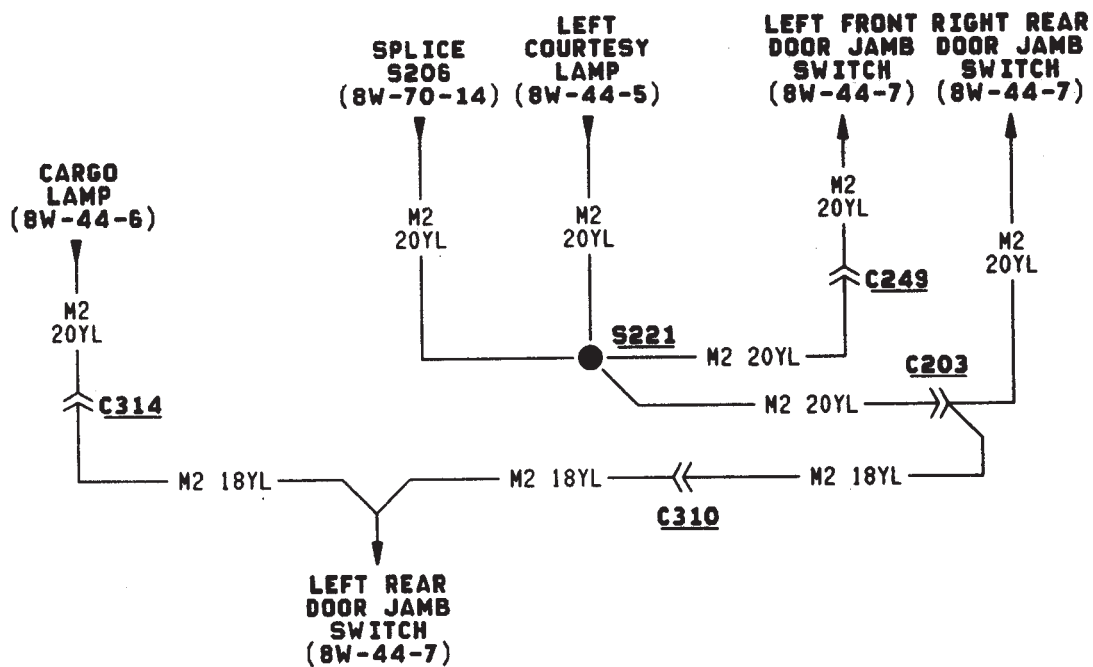 SPLICE
S206
(8W-70-14)
LEFT
COURTESY
LAMP
(8W-44-5)
LEFT FRONT
DOOR JAMB
SWITCH
(8W-44-7)
RIGHT REAR
DOOR JAMB
SWITCH
(8W-44-7)
CARGO
LAMP
(8W-44-6)
M2
20YL
M2
20YL
M2
20YL
M2
20YL
M2
20YL
C249
S221
M2 20YL
C203
C314
M2 20YL
M2 18YL
M2 18YL
M2 18YL
C310
LEFT REAR
DOOR JAMB
SWITCH
(8W-44-7)